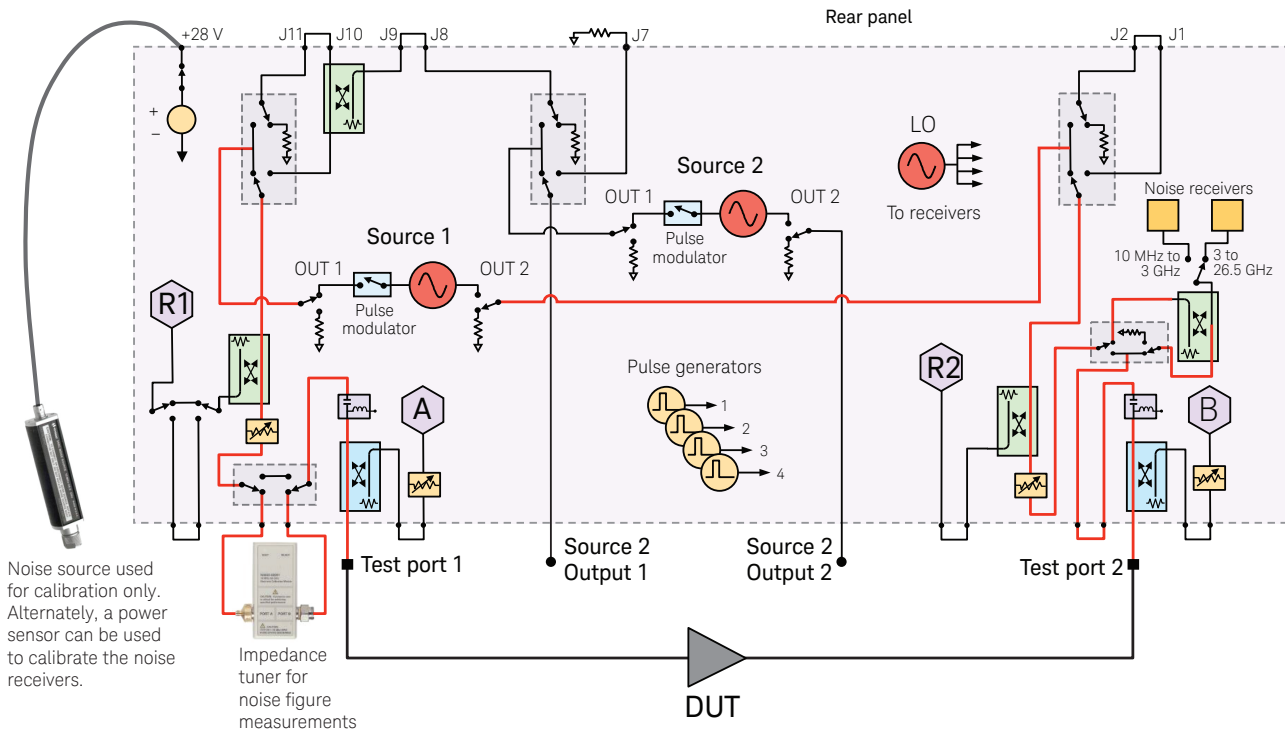 Rear panel
+28 V
J11
J10
J9
J8
J7
J2
J1
+
−
LO
To receivers
Source 2
OUT 1
OUT 2
Pulse
modulator
Noise receivers
10 MHz to
3 GHz
3 to
26.5 GHz
Source 1
OUT 1
OUT 2
Pulse
modulator
R1
A
Pulse generators
1
2
3
4
R2
B
Test port 1
Source 2
Output 1
Source 2
Output 2
Test port 2
Noise source used
for calibration only.
Alternately, a power
sensor can be used
to calibrate the noise
receivers.
PORT A
PORT B
Impedance
tuner for
noise figure
measurements
DUT